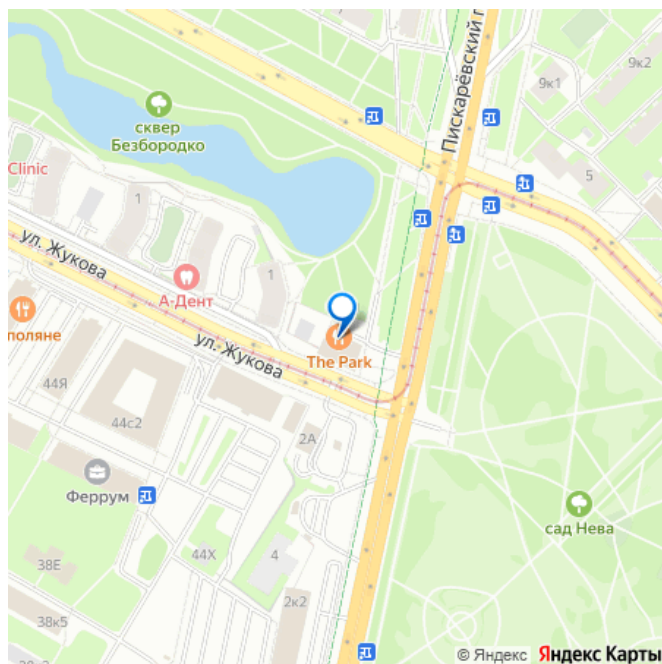 Пискарёвский п
9к2
9к1
5
сквер
Безбородко
Clinic
1
ул. Жукова
А-Дент
1
поляне
ул. Жукова
The Park
44Я
44с2
2А
Феррум
44Х
4
сад Нева
38Е
2к2
38к5
© Яндекс Яндекс Карты